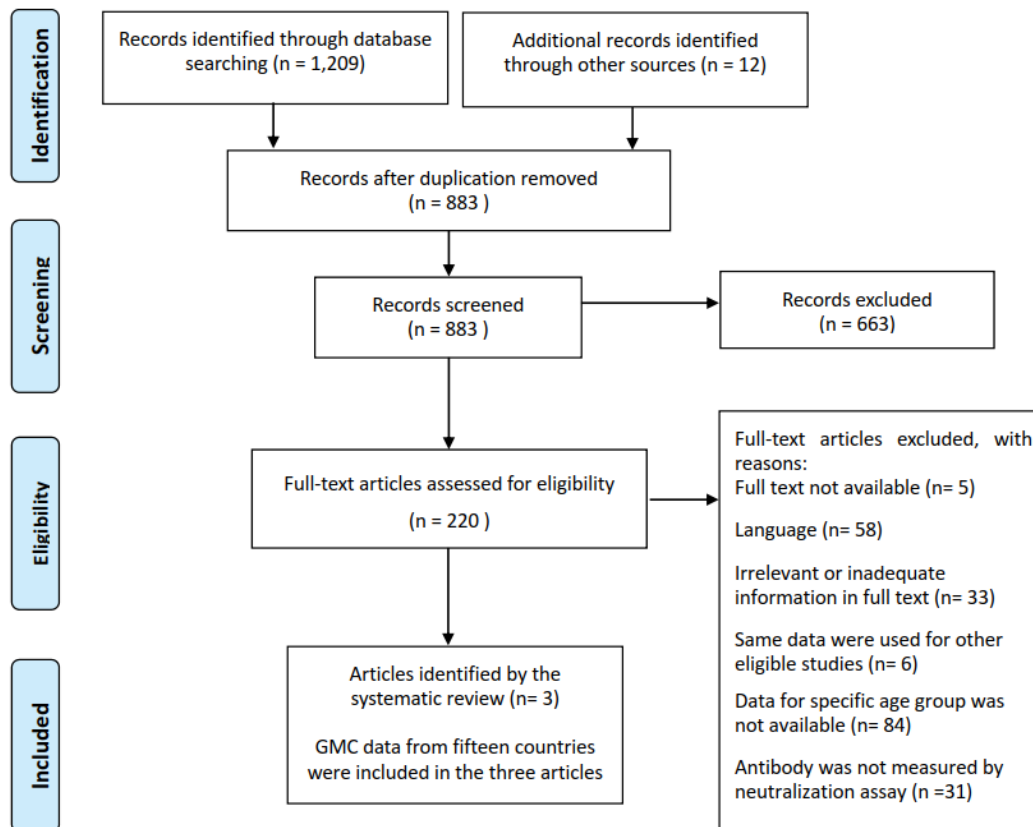 Identification
Records identified through database
searching (n = 1,209)
Additional records identified
through other sources (n = 12)
Records after duplication removed
(n = 883 )
Screening
Records screened
(n = 883 )
Records excluded
(n = 663)
Eligibility
Full-text articles assessed for eligibility
(n = 220 )
Full-text articles excluded, with
reasons:
Full text not available (n= 5)
Language (n= 58)
Irrelevant or inadequate
information in full text (n= 33)
Same data were used for other
eligible studies (n= 6)
Data for specific age group was
not available (n= 84)
Antibody was not measured by
neutralization assay (n =31)
Included
Articles identified by the
systematic review (n= 3)
GMC data from fifteen countries
were included in the three articles